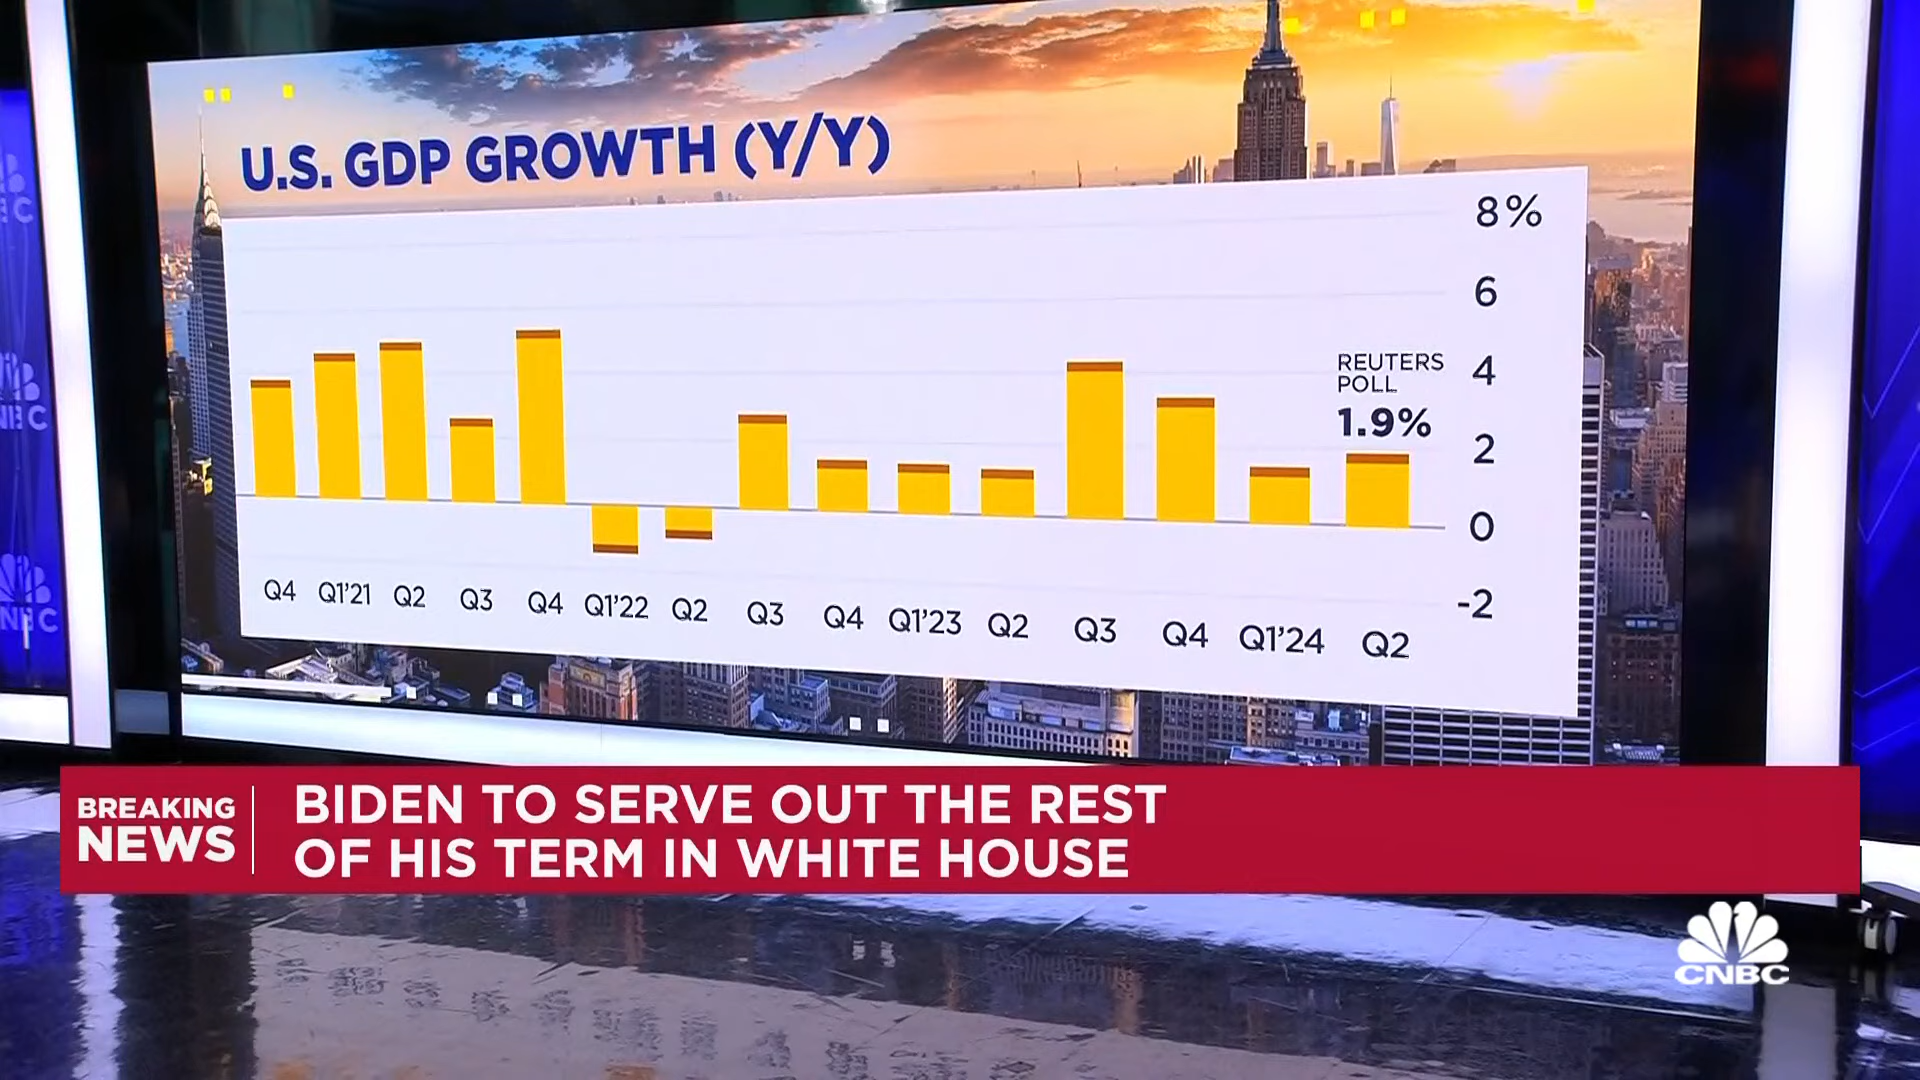 U.S. GDP GROWTH (Y/Y)
8%
6
REUTERS
POLL
1.9%
4
2
0
-2
Q4 Q1'21 Q2 Q3 Q4 Q1'22 Q2 Q3 Q4 Q1'23 Q2 Q3 Q4 Q1'24 Q2
BREAKING
NEWS
BIDEN TO SERVE OUT THE REST
OF HIS TERM IN WHITE HOUSE
CNBC